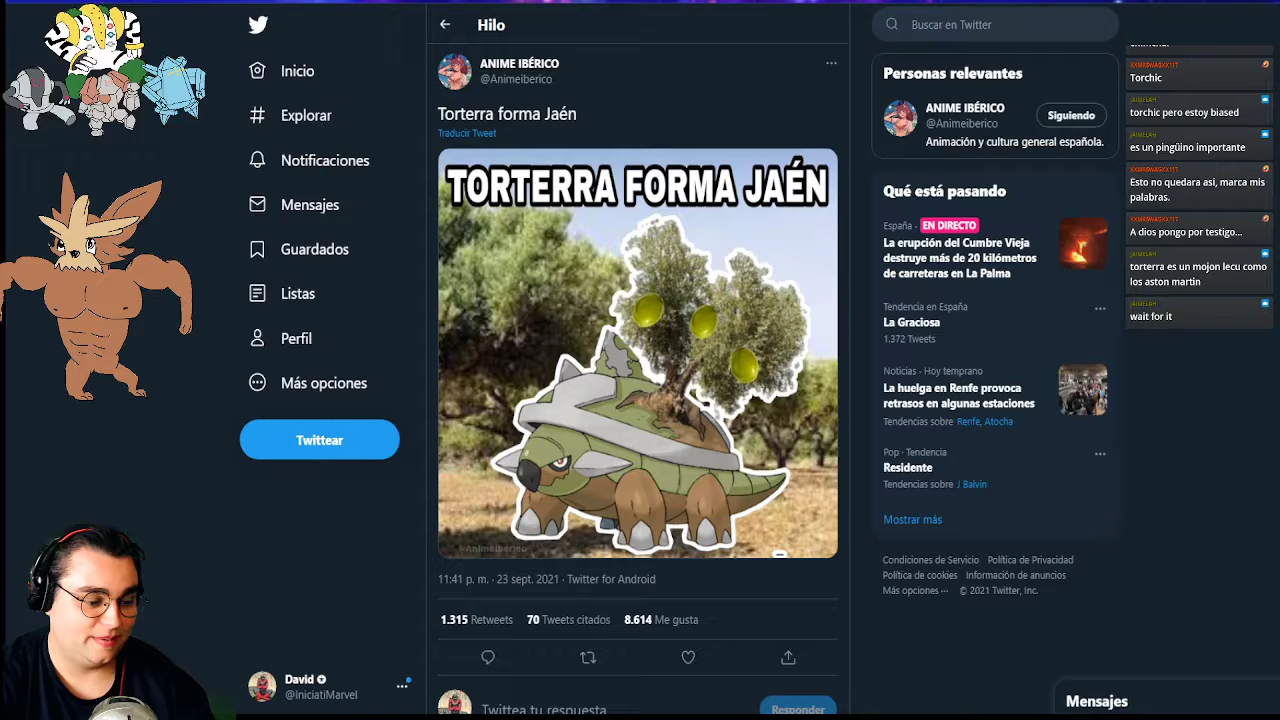 Inicio
Explorar
Notificaciones
Mensajes
Guardados
Listas
Perfil
Más opciones
Twittear
David
@IniciatiMarvel
Hilo
ANIME IBÉRICO
@Animeiberico
Torterra forma Jaén
Traducir Tweet
TORTERRA FORMA JAÉN
@Animeiberico
11:41 p. m. · 23 sept. 2021 · Twitter for Android
1.315 Retweets 70 Tweets citados 8.614 Me gusta
Twittea tu respuesta
Responder
Buscar en Twitter
Personas relevantes
ANIME IBÉRICO
@Animeiberico
Siguiendo
Animación y cultura general española.
Qué está pasando
España · EN DIRECTO
La erupción del Cumbre Vieja
destruye más de 20 kilómetros
de carreteras en La Palma
Tendencia en España
La Graciosa
1.372 Tweets
Noticias · Hoy temprano
La huelga en Renfe provoca
retrasos en algunas estaciones
Tendencias sobre Renfe, Atocha
Pop · Tendencia
Residente
Tendencias sobre J Balvin
Mostrar más
Condiciones de Servicio Política de Privacidad
Política de cookies Información de anuncios
Más opciones ··· © 2021 Twitter, Inc.
Mensajes
Torchic
JAIMELAH
torchic pero estoy biased
JAIMELAH
es un pingüino importante
Esto no quedara asi, marca mis
palabras.
A dios pongo por testigo...
JAIMELAH
torterra es un mojon lecu como
los aston martin
JAIMELAH
wait for it